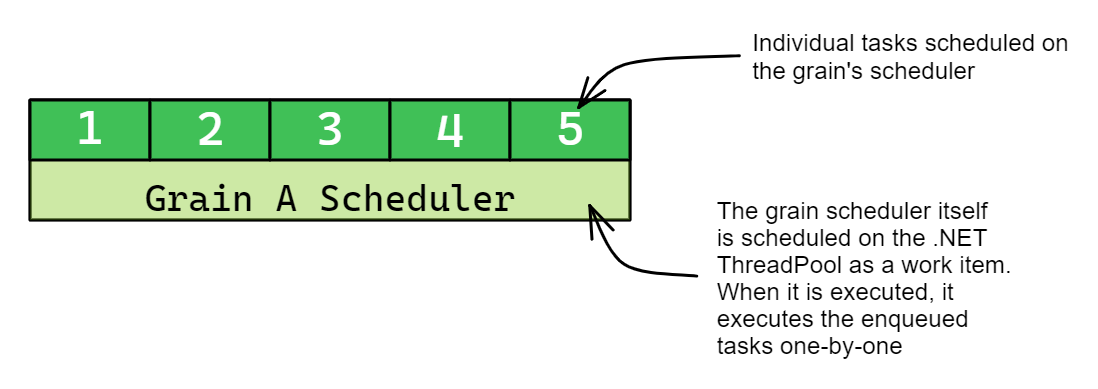 Individual tasks scheduled on
the grain's scheduler
1 2 3 4 5
Grain A Scheduler
The grain scheduler itself
is scheduled on the .NET
ThreadPool as a work item.
When it is executed, it
executes the enqueued
tasks one-by-one